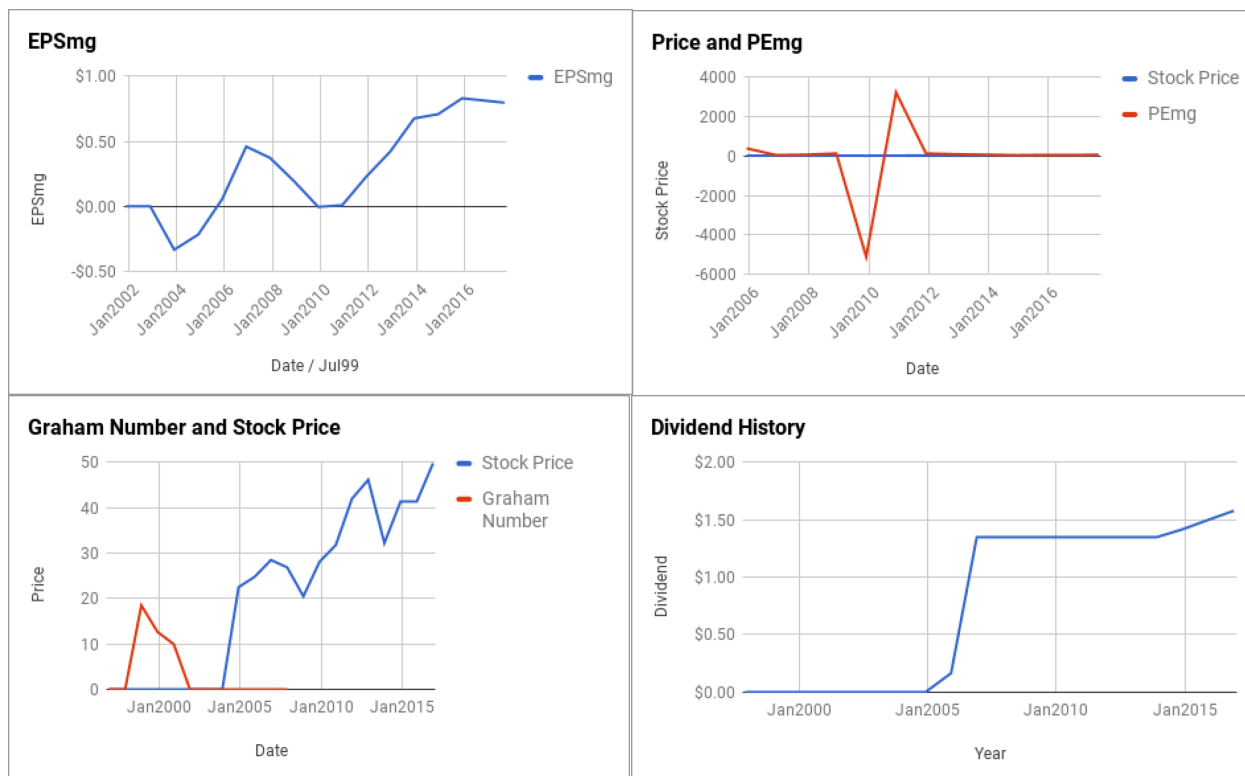 EPSmg
EPSmg
$1.00
$0.50
$0.00
-$0.50
EPSmg
Jan2002
Jan2004
Jan2006
Jan2008
Jan2010
Jan2012
Jan2014
Jan2016
Date / Jul99
Price and PEmg
Stock Price
PEmg
4000
2000
0
-2000
-4000
-6000
Stock Price
Jan2006
Jan2008
Jan2010
Jan2012
Jan2014
Jan2016
Date
Graham Number and Stock Price
Stock Price
Graham
Number
50
40
30
20
10
0
Price
Jan2000
Jan2005
Jan2010
Jan2015
Date
Dividend History
$2.00
$1.50
$1.00
$0.50
$0.00
Dividend
Jan2000
Jan2005
Jan2010
Jan2015
Year